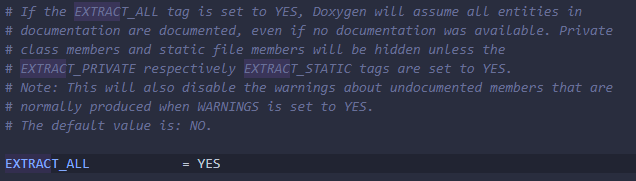 # If the EXTRACT_ALL tag is set to YES, Doxygen will assume all entities in
# documentation are documented, even if no documentation was available. Private
# class members and static file members will be hidden unless the
# EXTRACT_PRIVATE respectively EXTRACT_STATIC tags are set to YES.
# Note: This will also disable the warnings about undocumented members that are
# normally produced when WARNINGS is set to YES.
# The default value is: NO.
EXTRACT_ALL = YES